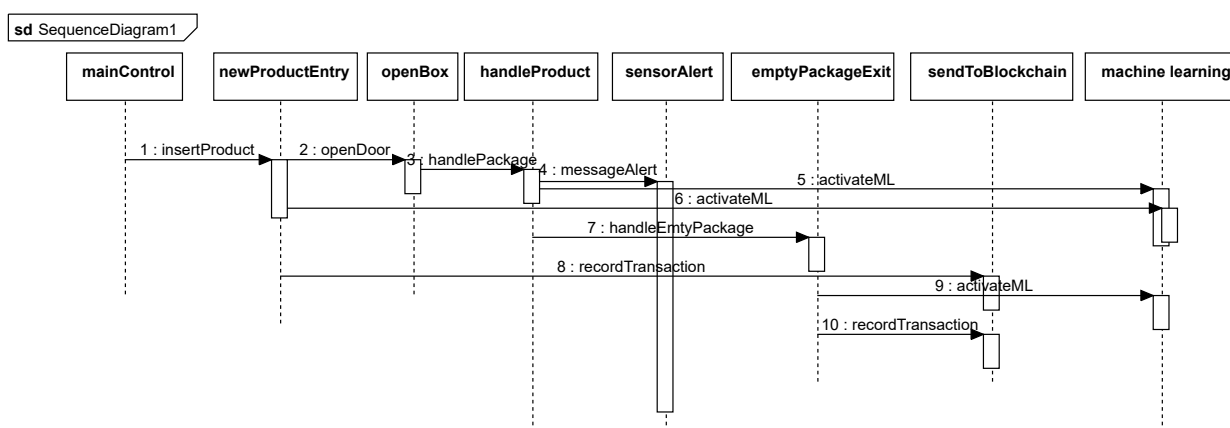 sd SequenceDiagram1
mainControl
newProductEntry
openBox
handleProduct
sensorAlert
emptyPackageExit
sendToBlockchain
machine learning
1 : insertProduct
2 : openDoor
3 : handlePackage
4 : messageAlert
5 : activateML
6 : activateML
7 : handleEmtyPackage
8 : recordTransaction
9 : activateML
10 : recordTransaction